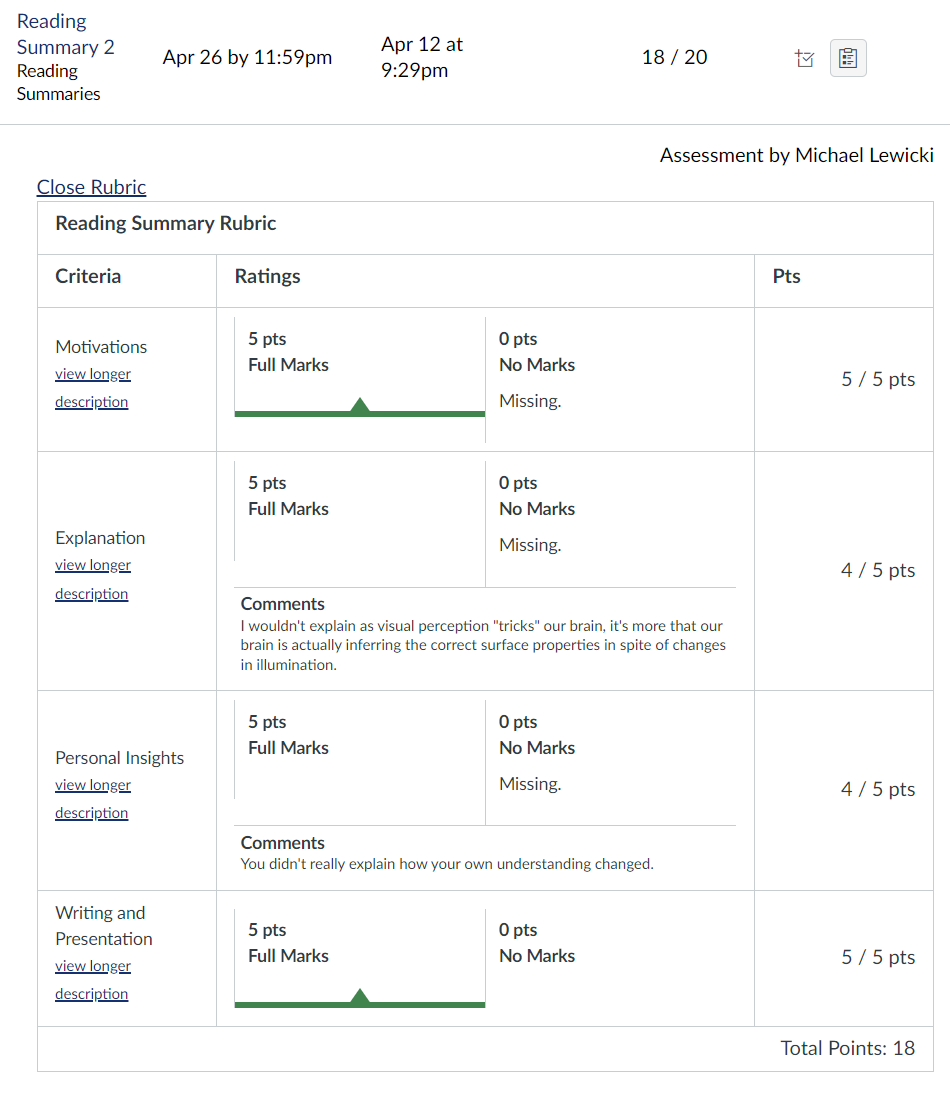 Reading
Summary 2
Reading
Summaries
Apr 26 by 11:59pm
Apr 12 at
9:29pm
18 / 20
Assessment by Michael Lewicki
Close Rubric
Reading Summary Rubric
Criteria
Ratings
Pts
Motivations
view longer
description
5 pts
Full Marks
0 pts
No Marks
Missing.
5 / 5 pts
Explanation
view longer
description
5 pts
Full Marks
0 pts
No Marks
Missing.
Comments
I wouldn't explain as visual perception "tricks" our brain, it's more that our
brain is actually inferring the correct surface properties in spite of changes
in illumination.
4 / 5 pts
Personal Insights
view longer
description
5 pts
Full Marks
0 pts
No Marks
Missing.
Comments
You didn't really explain how your own understanding changed.
4 / 5 pts
Writing and
Presentation
view longer
description
5 pts
Full Marks
0 pts
No Marks
5 / 5 pts
Total Points: 18